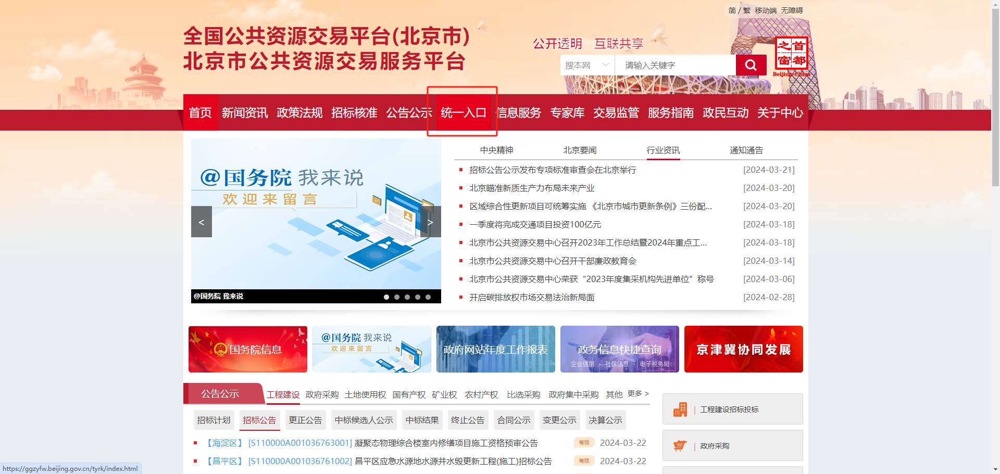 简 / 繁 移动端 无障碍
全国公共资源交易平台(北京市)
北京市公共资源交易服务平台
公开透明 互联共享
搜本网 请输入关键字
首都之窗
Beijing-China
首页 新闻资讯 政策法规 招标核准 公告公示 统一入口 信息服务 专家库 交易监管 服务指南 政民互动 关于中心
@国务院 我来说
欢迎来留言
< >
@国务院 我来说
中央精神 北京要闻 行业资讯 通知通告
招标公告公示发布专项标准审查会在北京举行 [2024-03-21]
北京瞄准新质生产力布局未来产业 [2024-03-20]
区域综合性更新项目可统筹实施 《北京市城市更新条例》三份配... [2024-03-20]
一季度将完成交通项目投资100亿元 [2024-03-18]
北京市公共资源交易中心召开2023年工作总结暨2024年重点工... [2024-03-18]
北京市公共资源交易中心召开干部廉政教育会 [2024-03-14]
北京市公共资源交易中心荣获“2023年度集采机构先进单位”称号 [2024-03-06]
开启碳排放权市场交易法治新局面 [2024-02-28]
国务院信息
@国务院 我来说
欢迎来留言
政府网站年度工作报表
政务信息快捷查询
企业信用 · 社保信息 · 电子税务局
京津冀协同发展
公告公示 工程建设 政府采购 土地使用权 国有产权 矿业权 农村产权 比选采购 政府集中采购 其他 更多 >
招标计划 招标公告 更正公告 中标候选人公示 中标结果 终止公告 合同公示 变更公示 决算公示
【海淀区】 [S110000A001036763001] 凝聚态物理综合楼室内修缮项目施工资格预审公告 有效 2024-03-22
【昌平区】 [S110000A001036761002] 昌平区应急水源地水源井水毁更新工程(施工)招标公告 有效 2024-03-22
工程建设招标投标
政府采购
https://ggzyfw.beijing.gov.cn/tyrk/index.html